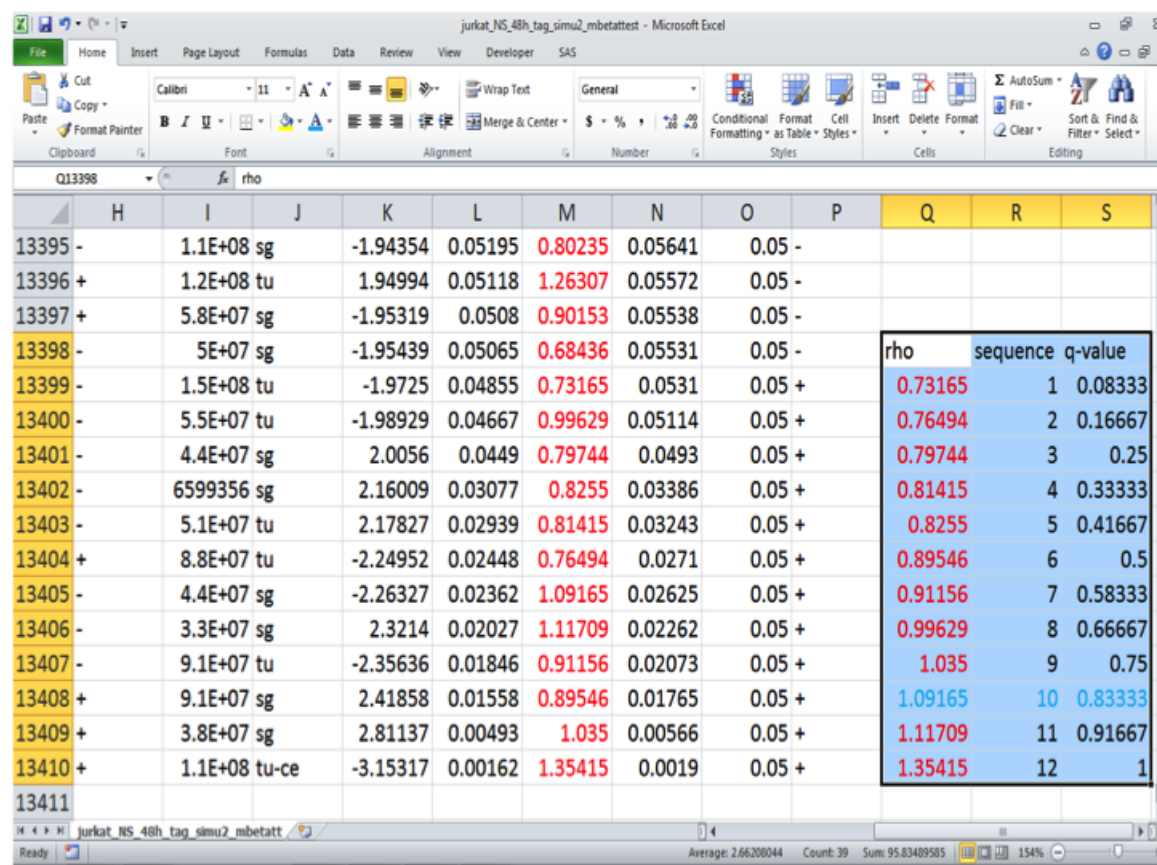 jurkat_NS_48h_tag_simu2_mbetattest - Microsoft Excel
File Home Insert Page Layout Formulas Data Review View Developer SAS
Paste Cut Copy Format Painter Calibri 11 Wrap Text Merge & Center General Conditional Formatting Format as Table Cell Styles Insert Delete Format AutoSum Fill Clear Sort & Filter Find & Select
Clipboard Font Alignment Number Styles Cells Editing
Q13398 fx rho
H I J K L M N O P Q R S
13395 - 1.1E+08 sg -1.94354 0.05195 0.80235 0.05641 0.05 -
13396 + 1.2E+08 tu 1.94994 0.05118 1.26307 0.05572 0.05 -
13397 + 5.8E+07 sg -1.95319 0.0508 0.90153 0.05538 0.05 -
13398 - 5E+07 sg -1.95439 0.05065 0.68436 0.05531 0.05 - rho sequence q-value
13399 - 1.5E+08 tu -1.9725 0.04855 0.73165 0.0531 0.05 + 0.73165 1 0.08333
13400 - 5.5E+07 tu -1.98929 0.04667 0.99629 0.05114 0.05 + 0.76494 2 0.16667
13401 - 4.4E+07 sg 2.0056 0.0449 0.79744 0.0493 0.05 + 0.79744 3 0.25
13402 - 6599356 sg 2.16009 0.03077 0.8255 0.03386 0.05 + 0.81415 4 0.33333
13403 - 5.1E+07 tu 2.17827 0.02939 0.81415 0.03243 0.05 + 0.8255 5 0.41667
13404 + 8.8E+07 tu -2.24952 0.02448 0.76494 0.0271 0.05 + 0.89546 6 0.5
13405 - 4.4E+07 sg -2.26327 0.02362 1.09165 0.02625 0.05 + 0.91156 7 0.58333
13406 - 3.3E+07 sg 2.3214 0.02027 1.11709 0.02262 0.05 + 0.99629 8 0.66667
13407 - 9.1E+07 tu -2.35636 0.01846 0.91156 0.02073 0.05 + 1.035 9 0.75
13408 + 9.1E+07 sg 2.41858 0.01558 0.89546 0.01765 0.05 + 1.09165 10 0.83333
13409 + 3.8E+07 sg 2.81137 0.00493 1.035 0.00566 0.05 + 1.11709 11 0.91667
13410 + 1.1E+08 tu-ce -3.15317 0.00162 1.35415 0.0019 0.05 + 1.35415 12 1
13411
jurkat_NS_48h_tag_simu2_mbetatt
Ready Average: 2.66208044 Count: 39 Sum: 95.83489585 154%